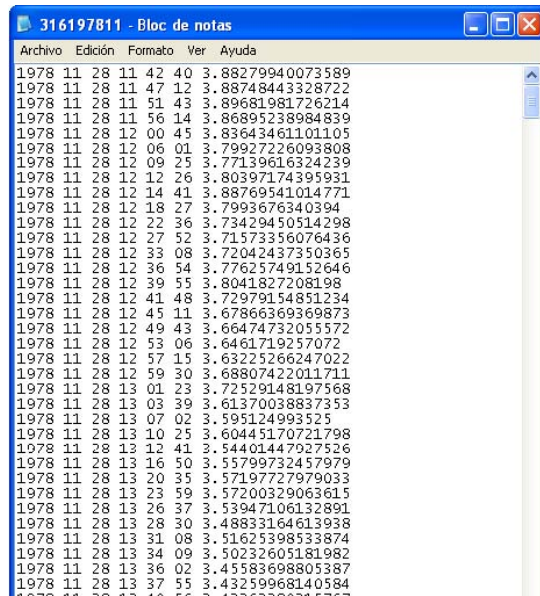 316197811 - Bloc de notas
Archivo Edición Formato Ver Ayuda
1978 11 28 11 42 40 3.88279940073589
1978 11 28 11 47 12 3.88748443328722
1978 11 28 11 51 43 3.89681981726214
1978 11 28 11 56 14 3.86895238984839
1978 11 28 12 00 45 3.83643461101105
1978 11 28 12 06 01 3.79927226093808
1978 11 28 12 09 25 3.77139616324239
1978 11 28 12 12 26 3.80397174395931
1978 11 28 12 14 41 3.88769541014771
1978 11 28 12 18 27 3.7993676340394
1978 11 28 12 22 36 3.73429450514298
1978 11 28 12 27 52 3.71573356076436
1978 11 28 12 33 08 3.72042437350365
1978 11 28 12 36 54 3.77625749152646
1978 11 28 12 39 55 3.8041827208198
1978 11 28 12 41 48 3.72979154851234
1978 11 28 12 45 11 3.67866369369873
1978 11 28 12 49 43 3.66474732055572
1978 11 28 12 53 06 3.6461719257072
1978 11 28 12 57 15 3.63225266247022
1978 11 28 12 59 30 3.68807422011711
1978 11 28 13 01 23 3.72529148197568
1978 11 28 13 03 39 3.61370038837353
1978 11 28 13 07 02 3.595124993525
1978 11 28 13 10 25 3.60445170721798
1978 11 28 13 12 41 3.54401447927526
1978 11 28 13 16 50 3.55799732457979
1978 11 28 13 20 35 3.57197727979033
1978 11 28 13 23 59 3.57200329063615
1978 11 28 13 26 37 3.53947106132891
1978 11 28 13 28 30 3.48833164613938
1978 11 28 13 31 08 3.51625398533874
1978 11 28 13 34 09 3.50232605181982
1978 11 28 13 36 02 3.45583698805387
1978 11 28 13 37 55 3.43259968140584